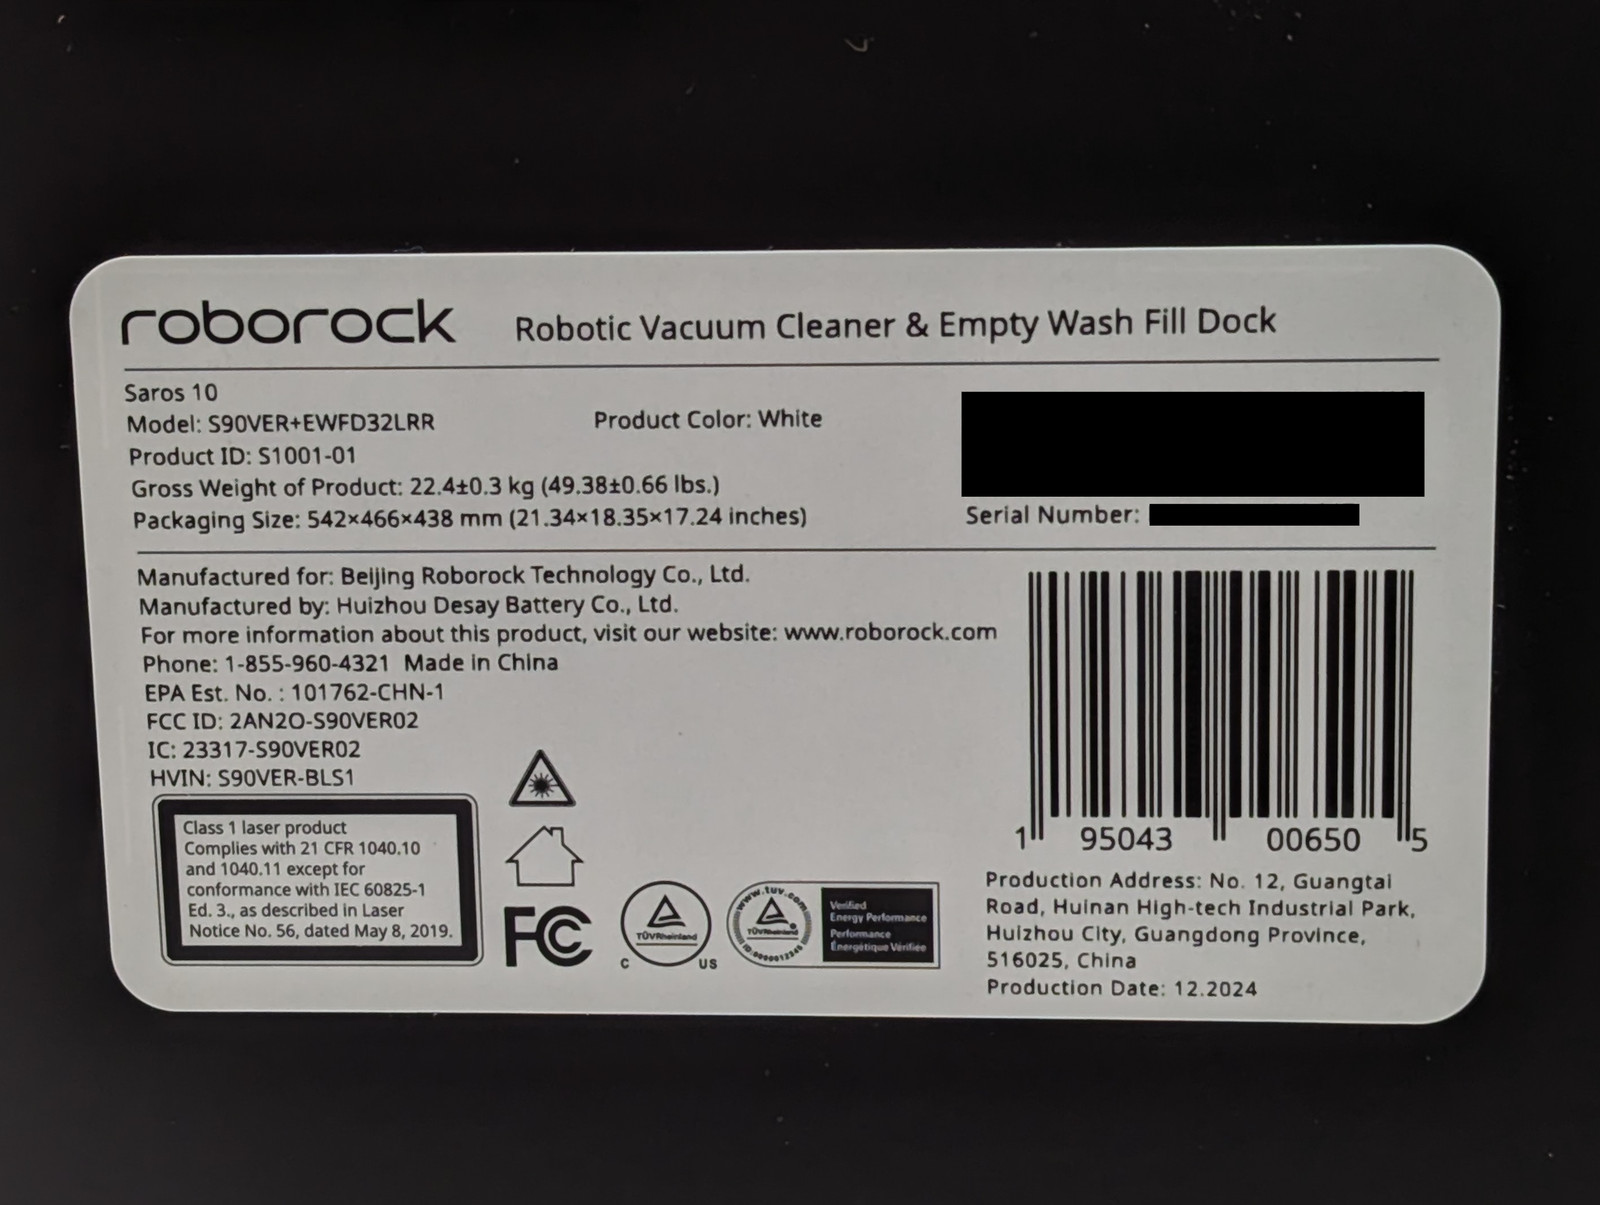 roborock Robotic Vacuum Cleaner & Empty Wash Fill Dock
Saros 10
Model: S90VER+EWFD32LRR Product Color: White
Product ID: S1001-01
Gross Weight of Product: 22.4±0.3 kg (49.38±0.66 lbs.)
Packaging Size: 542×466×438 mm (21.34×18.35×17.24 inches)
Serial Number:
Manufactured for: Beijing Roborock Technology Co., Ltd.
Manufactured by: Huizhou Desay Battery Co., Ltd.
For more information about this product, visit our website: www.roborock.com
Phone: 1-855-960-4321 Made in China
EPA Est. No. : 101762-CHN-1
FCC ID: 2AN2O-S90VER02
IC: 23317-S90VER02
HVIN: S90VER-BLS1
Class 1 laser product
Complies with 21 CFR 1040.10
and 1040.11 except for
conformance with IEC 60825-1
Ed. 3., as described in Laser
Notice No. 56, dated May 8, 2019.
FCC
TÜVRheinland
C US
www.tuv.com
TÜVRheinland
ID:0000012345
Verified
Energy Performance
Performance
Énergétique Vérifiée
1 95043 00650 5
Production Address: No. 12, Guangtai
Road, Huinan High-tech Industrial Park,
Huizhou City, Guangdong Province,
516025, China
Production Date: 12.2024